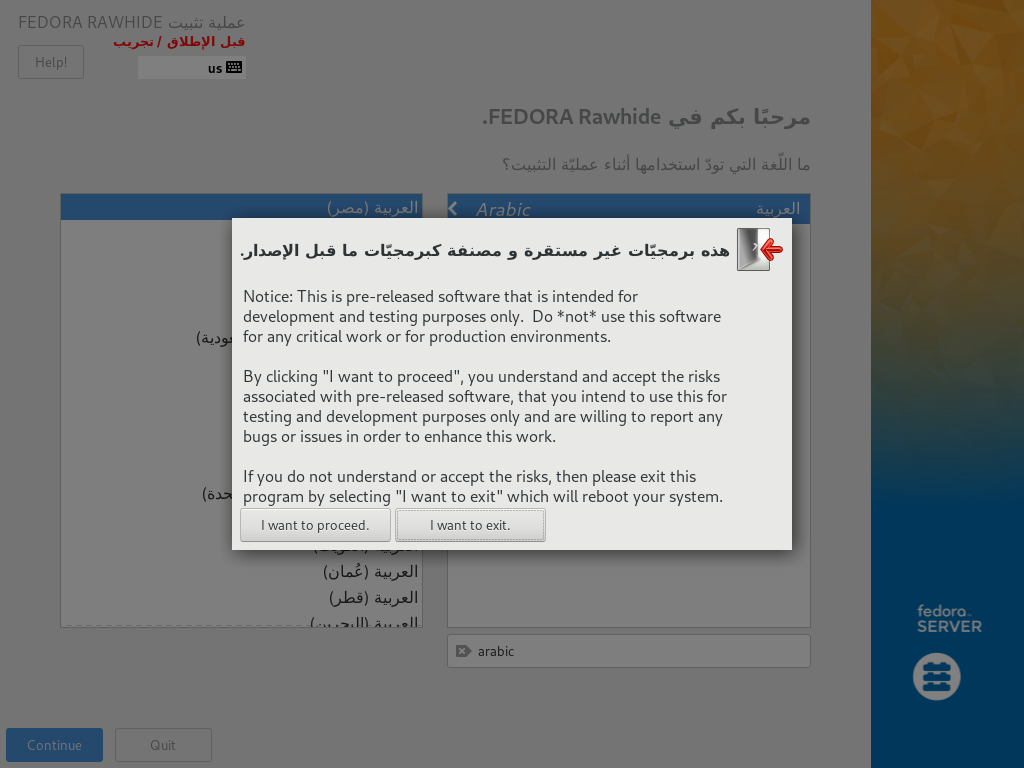 عملية تثبيت FEDORA RAWHIDE
قبل الإطلاق / تجريب
us
Help!
مرحبًا بكم في FEDORA Rawhide.
ما اللّغة التي تودّ استخدامها أثناء عمليّة التثبيت؟
العربية
Arabic
العربية (مصر)
هذه برمجيّات غير مستقرة و مصنفة كبرمجيّات ما قبل الإصدار.
Notice: This is pre-released software that is intended for
development and testing purposes only.  Do *not* use this software
for any critical work or for production environments.
By clicking "I want to proceed", you understand and accept the risks
associated with pre-released software, that you intend to use this for
testing and development purposes only and are willing to report any
bugs or issues in order to enhance this work.
If you do not understand or accept the risks, then please exit this
program by selecting "I want to exit" which will reboot your system.
I want to proceed.
I want to exit.
العربية (عُمان)
العربية (قطر)
العربية (البحرين)
arabic
Continue
Quit
fedora
SERVER